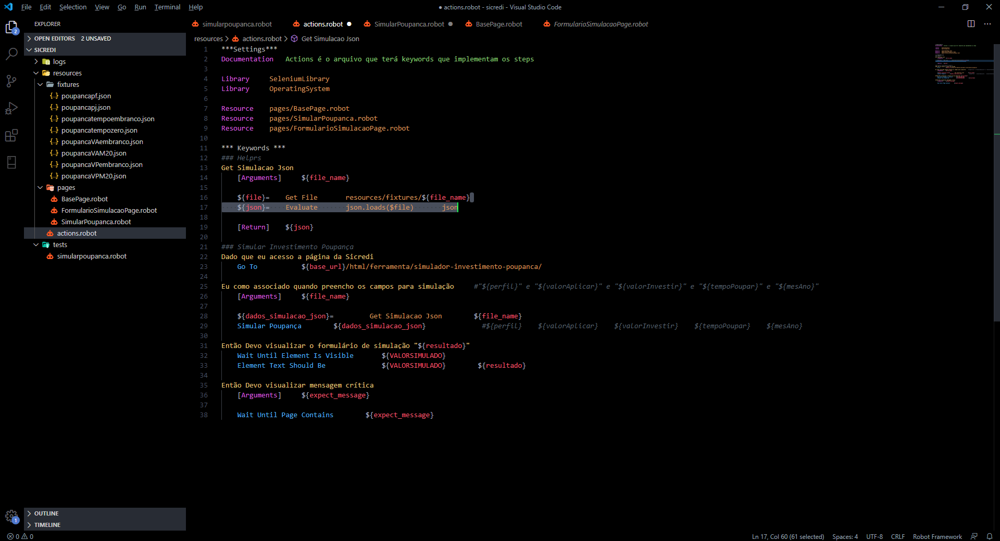 File Edit Selection View Go Run Terminal Help
● actions.robot - sicredi - Visual Studio Code
EXPLORER
OPEN EDITORS 2 UNSAVED
SICREDI
logs
resources
fixtures
{..} poupancapf.json
{..} poupancapj.json
{..} poupancatempoembranco.json
{..} poupancatempozero.json
{..} poupancaVAembranco.json
{..} poupancaVAM20.json
{..} poupancaVPembranco.json
{..} poupancaVPM20.json
pages
BasePage.robot
FormularioSimulacaoPage.robot
SimularPoupanca.robot
actions.robot
tests
simularpoupanca.robot
OUTLINE
TIMELINE
2
1
simularpoupanca.robot actions.robot ● SimularPoupanca.robot ● BasePage.robot FormularioSimulacaoPage.robot
resources > actions.robot > Get Simulacao Json
1 ***Settings***
2 Documentation Actions é o arquivo que terá keywords que implementam os steps
3
4 Library SeleniumLibrary
5 Library OperatingSystem
6
7 Resource pages/BasePage.robot
8 Resource pages/SimularPoupanca.robot
9 Resource pages/FormularioSimulacaoPage.robot
10
11 *** Keywords ***
12 ### Helprs
13 Get Simulacao Json
14 [Arguments] ${file_name}
15
16 ${file}= Get File resources/fixtures/${file_name}
17 ${json}= Evaluate json.loads($file) json
18
19 [Return] ${json}
20
21 ### Simular Investimento Poupança
22 Dado que eu acesso a página da Sicredi
23 Go To ${base_url}/html/ferramenta/simulador-investimento-poupanca/
24
25 Eu como associado quando preencho os campos para simulação #"${perfil}" e "${valorAplicar}" e "${valorInvestir}" e "${tempoPoupar}" e "${mesAno}"
26 [Arguments] ${file_name}
27
28 ${dados_simulacao_json}= Get Simulacao Json ${file_name}
29 Simular Poupança ${dados_simulacao_json} #${perfil} ${valorAplicar} ${valorInvestir} ${tempoPoupar} ${mesAno}
30
31 Então Devo visualizar o formulário de simulação "${resultado}"
32 Wait Until Element Is Visible ${VALORSIMULADO}
33 Element Text Should Be ${VALORSIMULADO} ${resultado}
34
35 Então Devo visualizar mensagem crítica
36 [Arguments] ${expect_message}
37
38 Wait Until Page Contains ${expect_message}
0 0
Ln 17, Col 60 (61 selected) Spaces: 4 UTF-8 CRLF Robot Framework